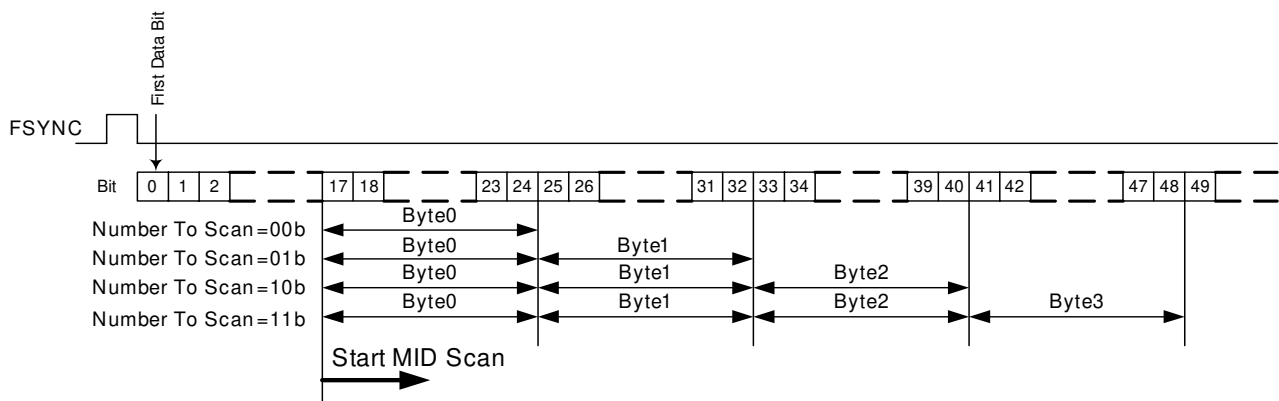 First Data Bit
FSYNC
Bit 0 1 2 17 18 23 24 25 26 31 32 33 34 39 40 41 42 47 48 49
Number To Scan=00b Byte0
Number To Scan=01b Byte0 Byte1
Number To Scan=10b Byte0 Byte1 Byte2
Number To Scan=11b Byte0 Byte1 Byte2 Byte3
Start MID Scan